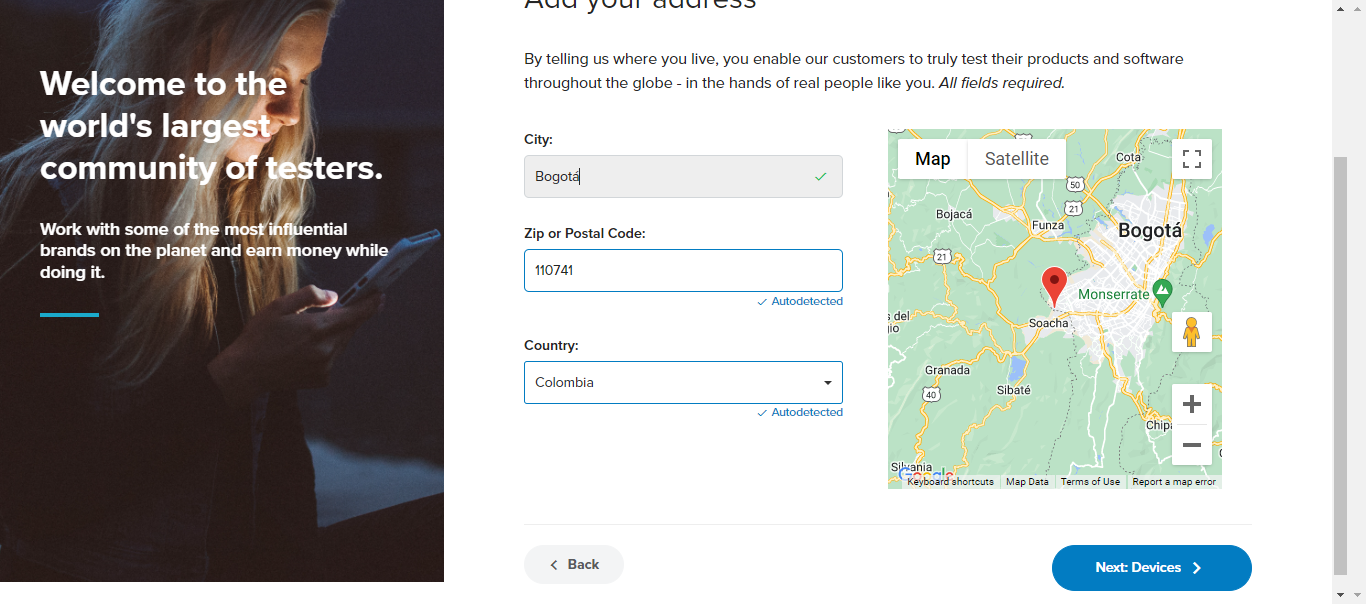 Welcome to the
world's largest
community of testers.
Work with some of the most influential
brands on the planet and earn money while
doing it.
Add your address
By telling us where you live, you enable our customers to truly test their products and software
throughout the globe - in the hands of real people like you. All fields required.
City:
Bogotá
Zip or Postal Code:
110741
Autodetected
Country:
Colombia
Autodetected
Map
Satellite
Cota
50
21
Bojacá
Funza
Bogotá
21
Monserrate
s del
io
Soacha
Granada
Sibaté
40
Chipa
Silvania
Google
Keyboard shortcuts
Map Data
Terms of Use
Report a map error
Back
Next: Devices